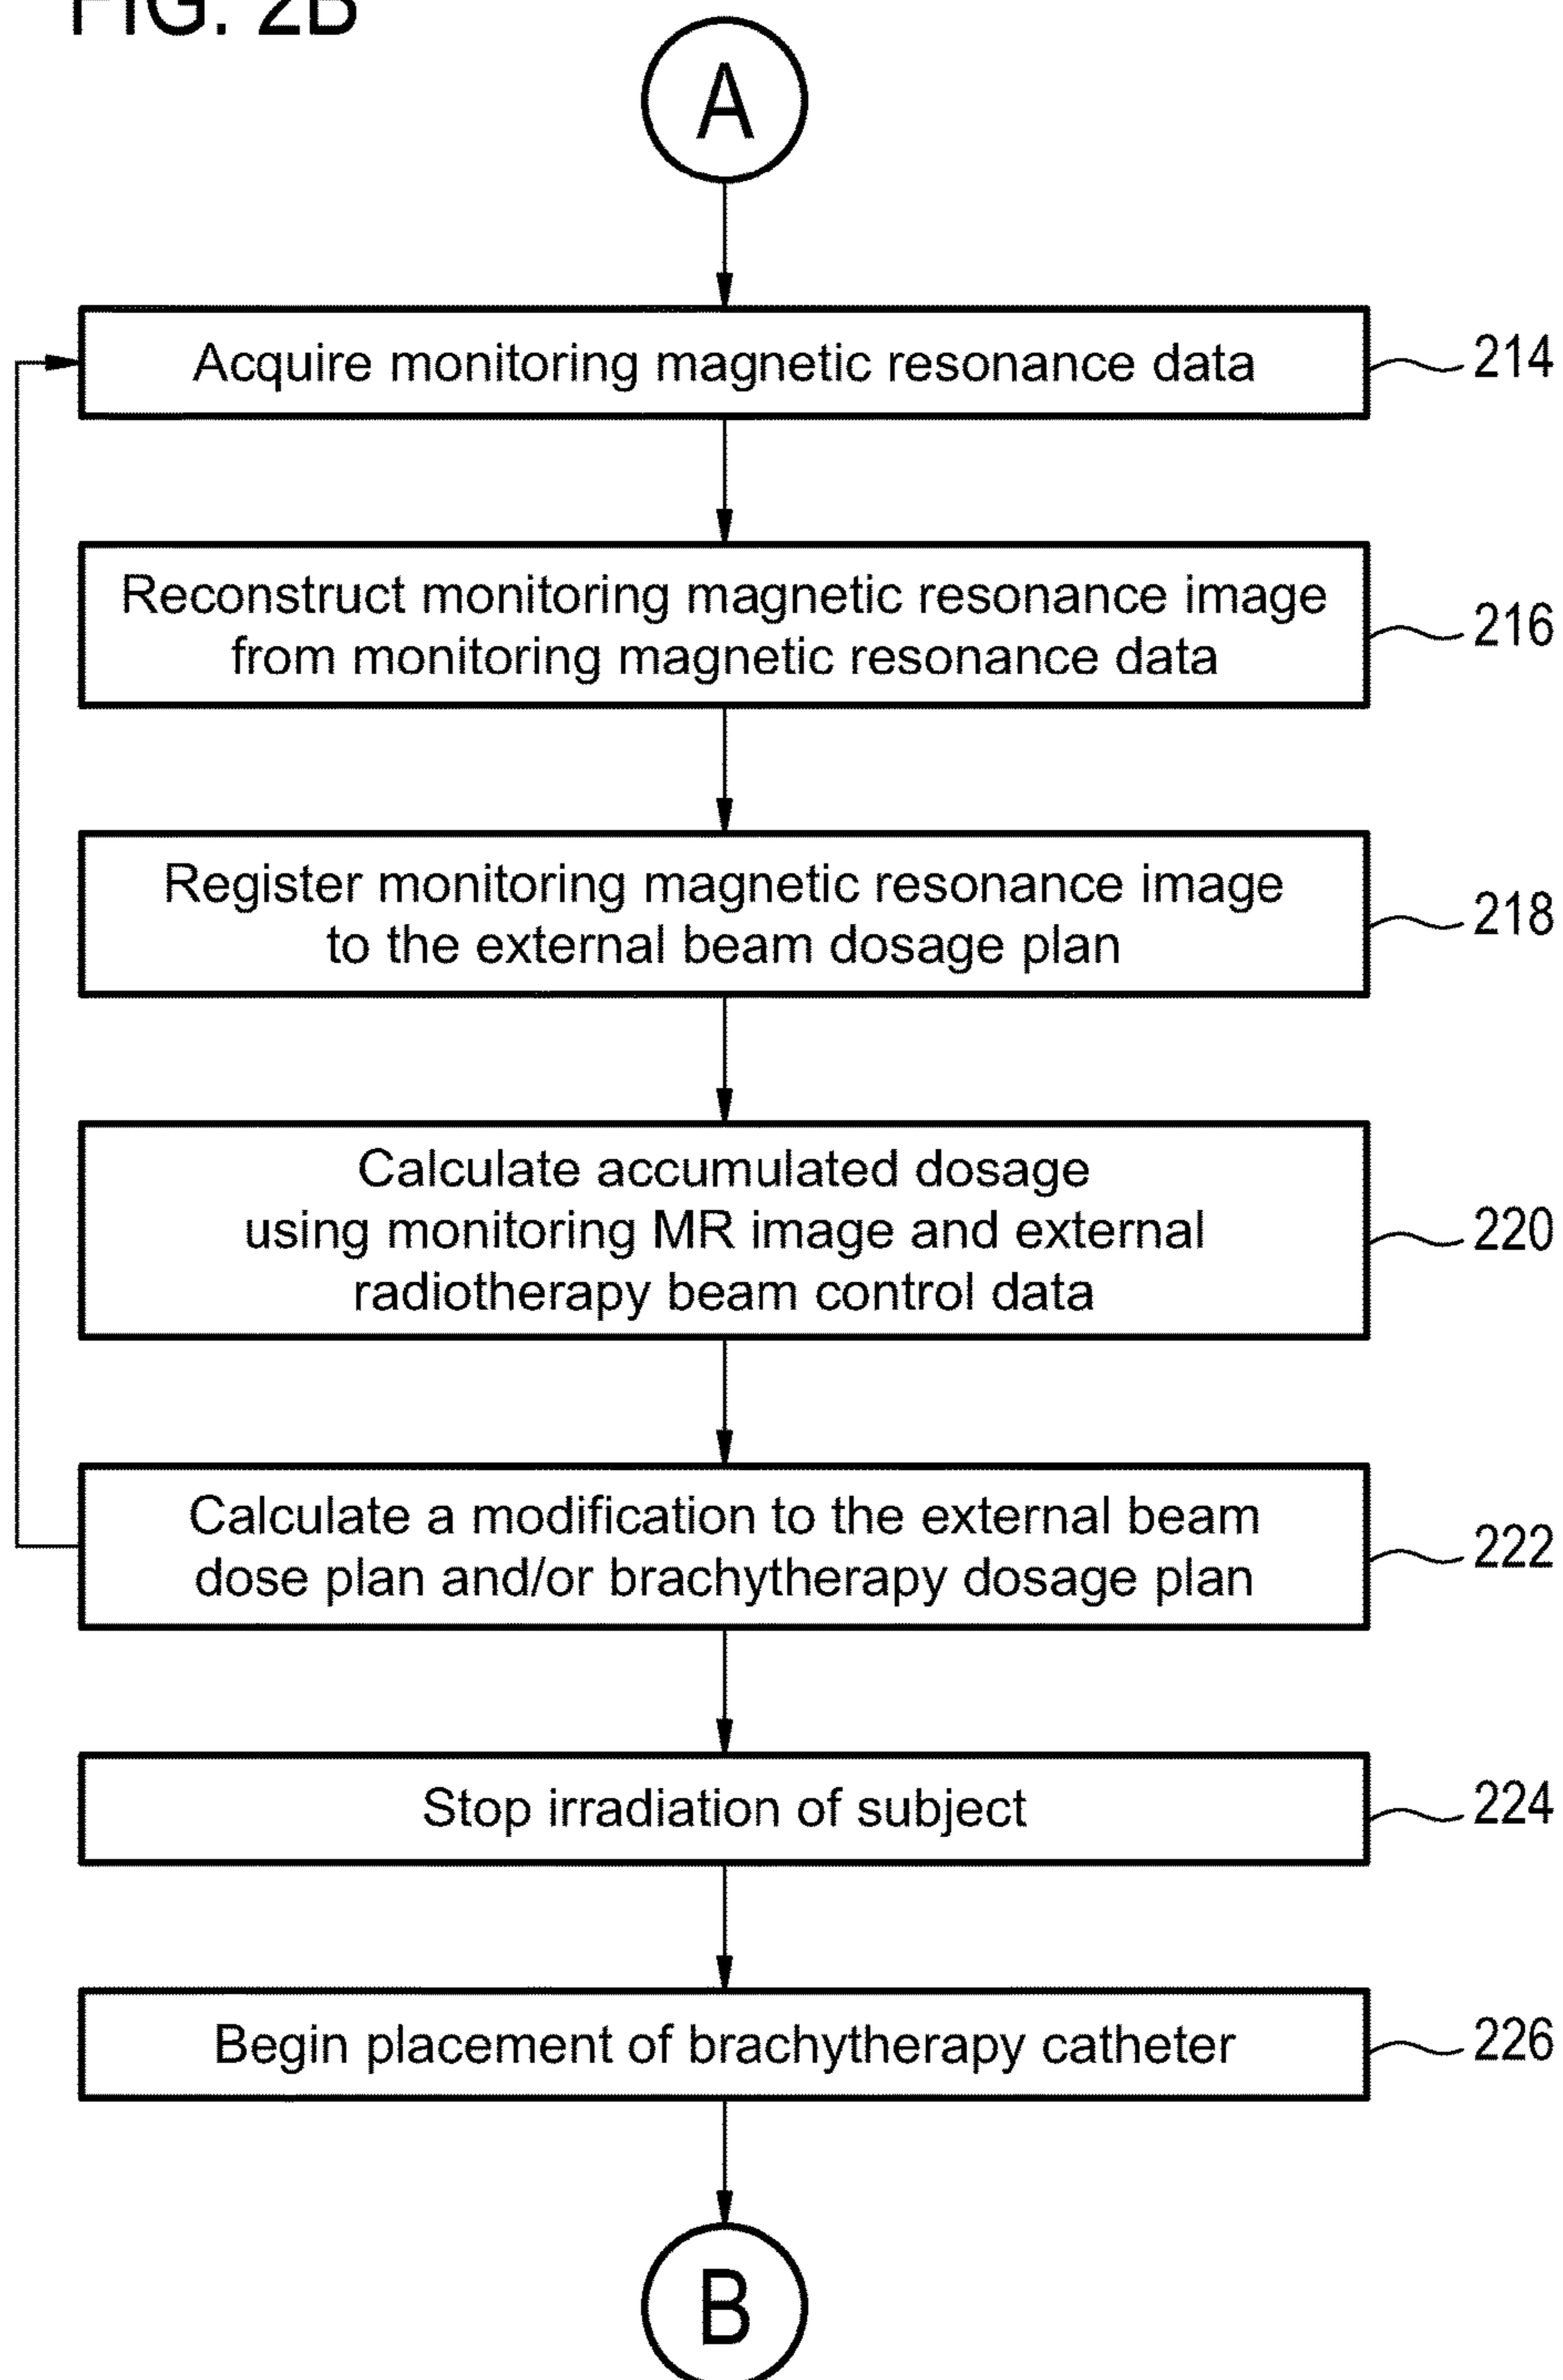 FIG. 2B
A
Acquire monitoring magnetic resonance data
214
Reconstruct monitoring magnetic resonance image
from monitoring magnetic resonance data
216
Register monitoring magnetic resonance image
to the external beam dosage plan
218
Calculate accumulated dosage
using monitoring MR image and external
radiotherapy beam control data
220
Calculate a modification to the external beam
dose plan and/or brachytherapy dosage plan
222
Stop irradiation of subject
224
Begin placement of brachytherapy catheter
226
B